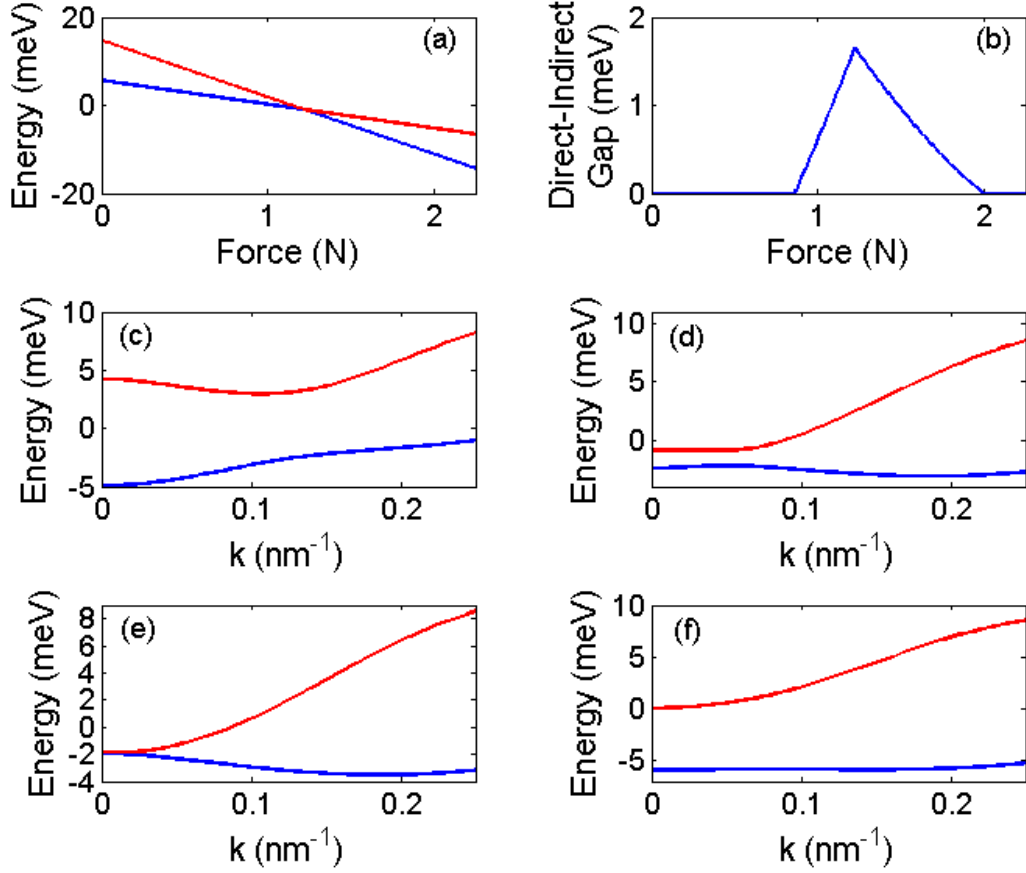 20
0
-20
0
1
2
Energy (meV)
Force (N)
(a)
2
1
0
0
1
2
Direct-Indirect
Gap (meV)
Force (N)
(b)
10
5
0
-5
0
0.1
0.2
Energy (meV)
k (nm⁻¹)
(c)
10
5
0
0
0.1
0.2
Energy (meV)
k (nm⁻¹)
(d)
8
6
4
2
0
-2
-4
0
0.1
0.2
Energy (meV)
k (nm⁻¹)
(e)
10
5
0
-5
0
0.1
0.2
Energy (meV)
k (nm⁻¹)
(f)